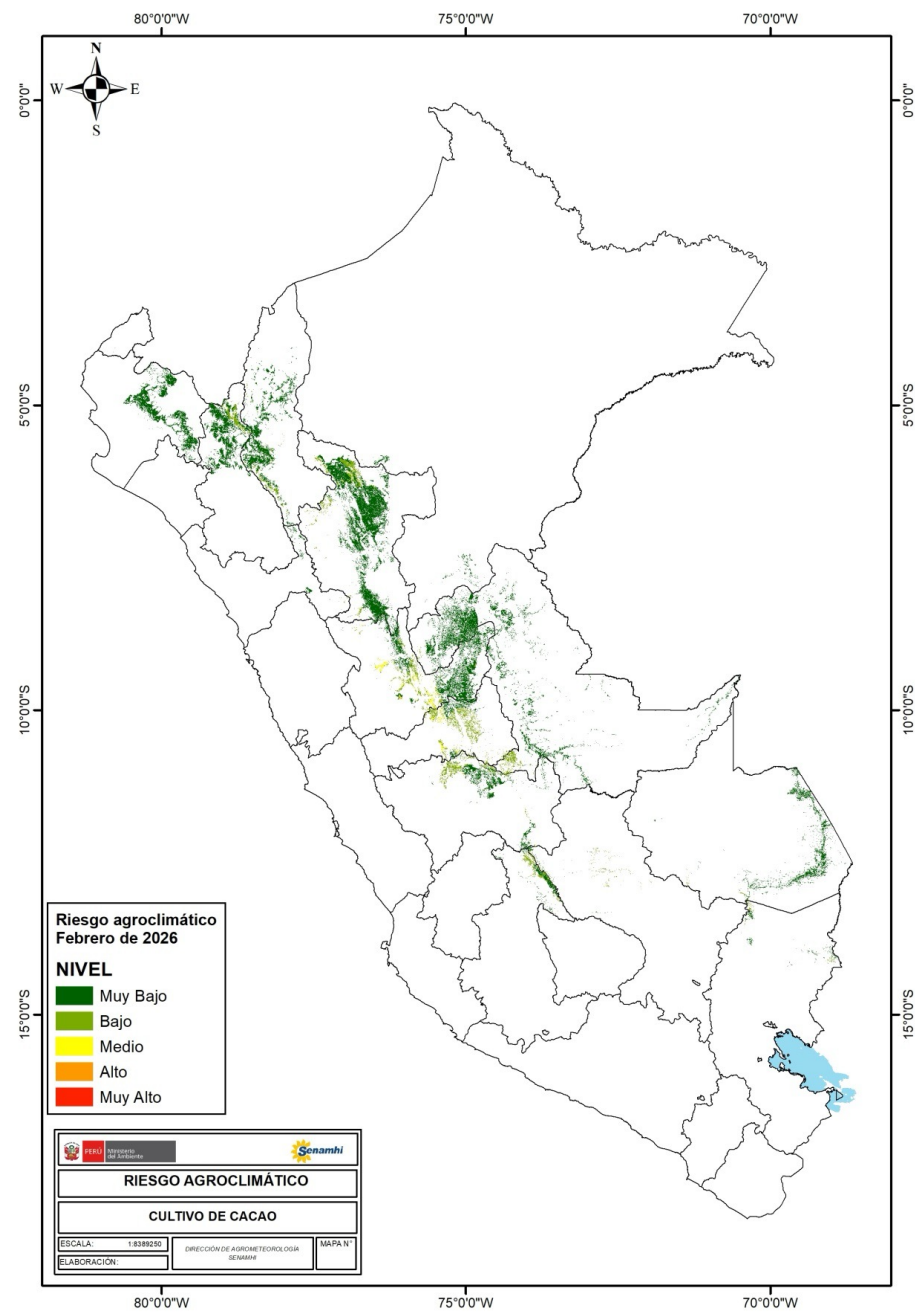 80°0'0"W 75°0'0"W 70°0'0"W
N
W E
S
0°0'0" 0°0'0"
5°0'0"S 5°0'0"S
10°0'0"S 10°0'0"S
15°0'0"S 15°0'0"S
Riesgo agroclimático
Febrero de 2026
NIVEL
Muy Bajo
Bajo
Medio
Alto
Muy Alto
PERÚ Ministerio
del Ambiente
Senamhi
RIESGO AGROCLIMÁTICO
CULTIVO DE CACAO
ESCALA: 1:8389250
ELABORACIÓN:
DIRECCIÓN DE AGROMETEOROLOGÍA
SENAMHI
MAPA N°
80°0'0"W 75°0'0"W 70°0'0"W